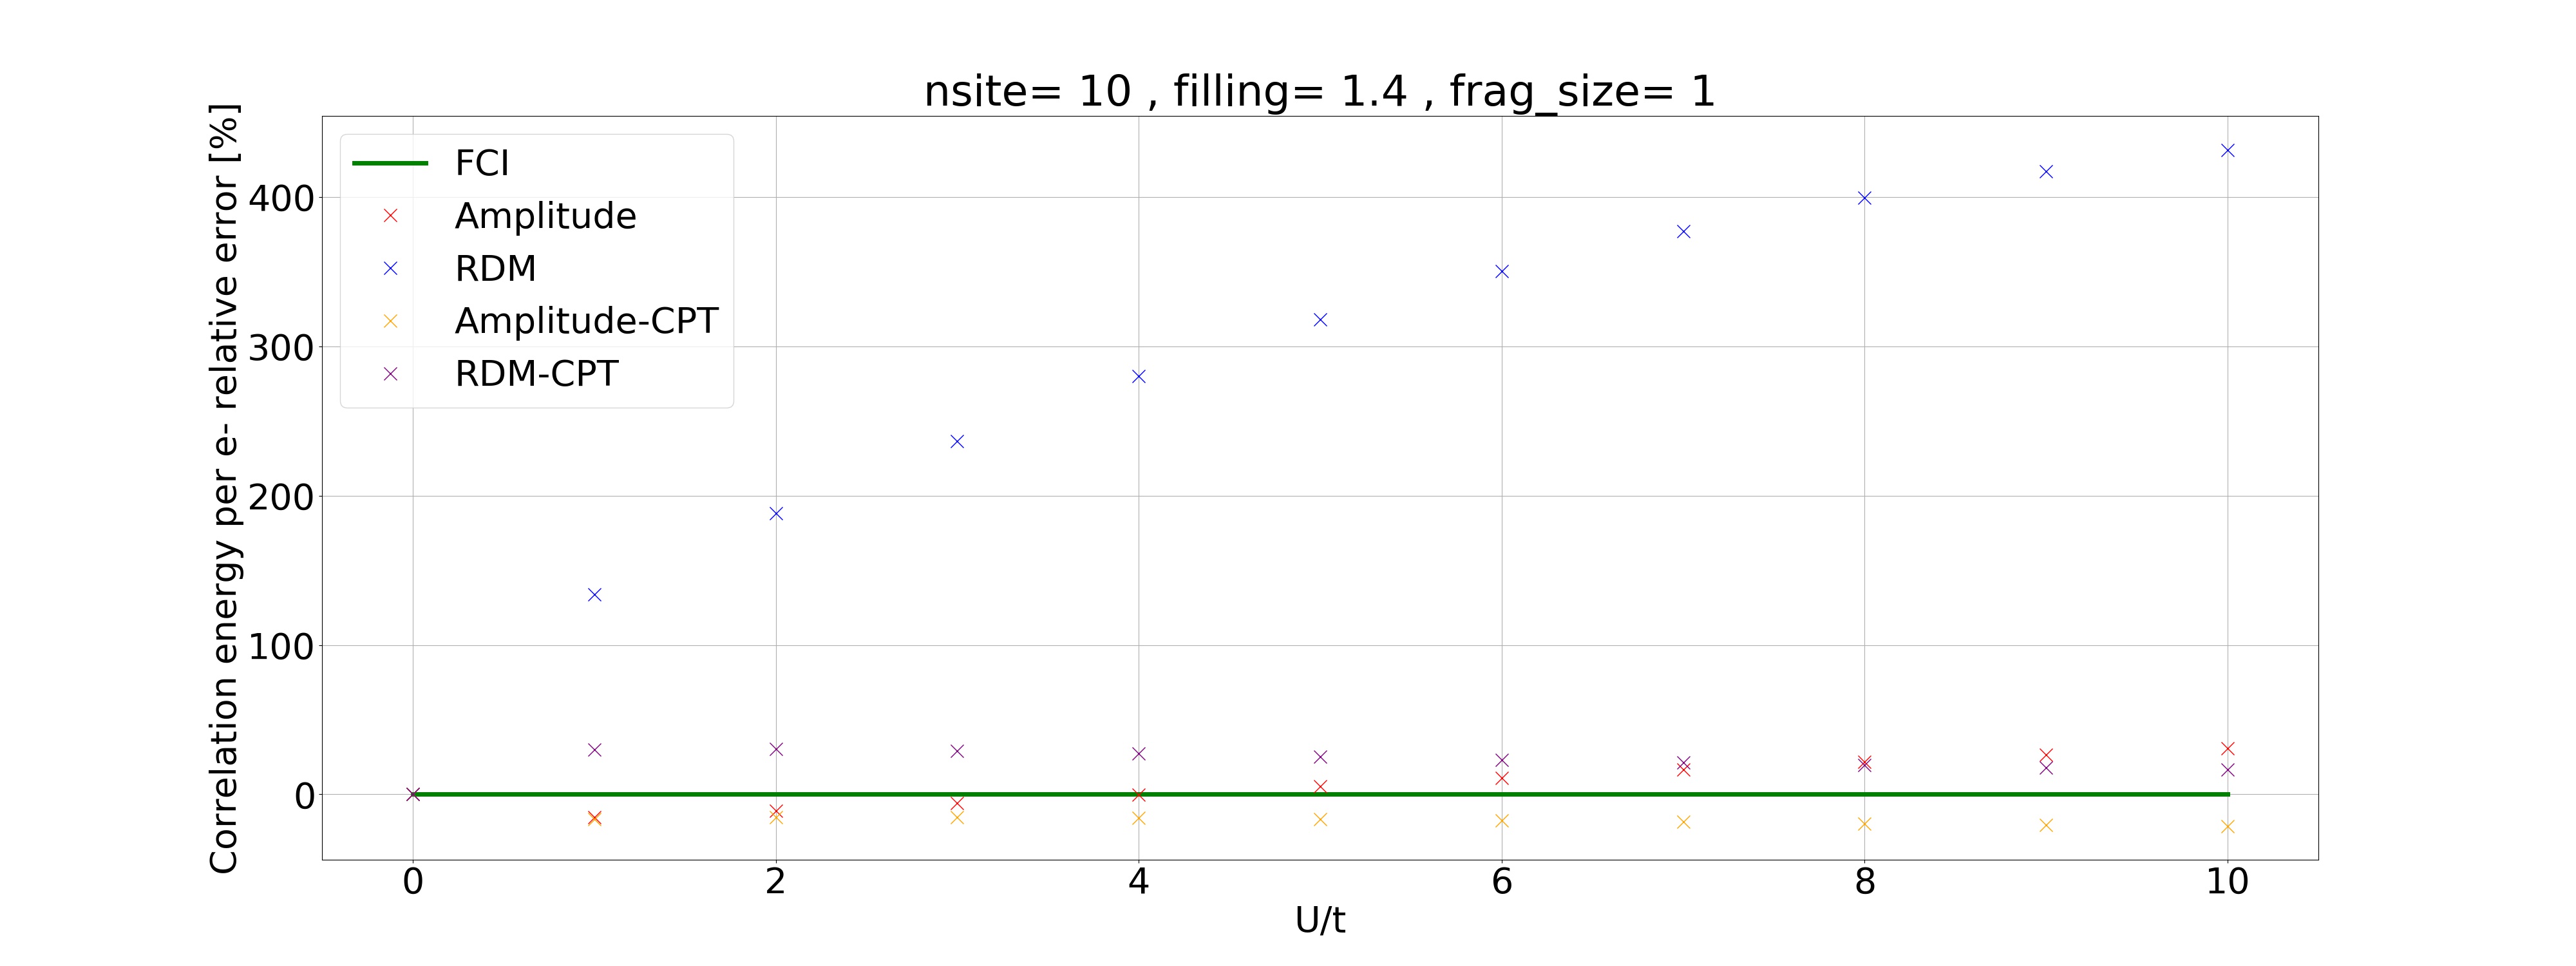 nsite= 10 , filling= 1.4 , frag_size= 1
Correlation energy per e- relative error [%]
400
300
200
100
0
FCI
Amplitude
RDM
Amplitude-CPT
RDM-CPT
0 2 4 6 8 10
U/t